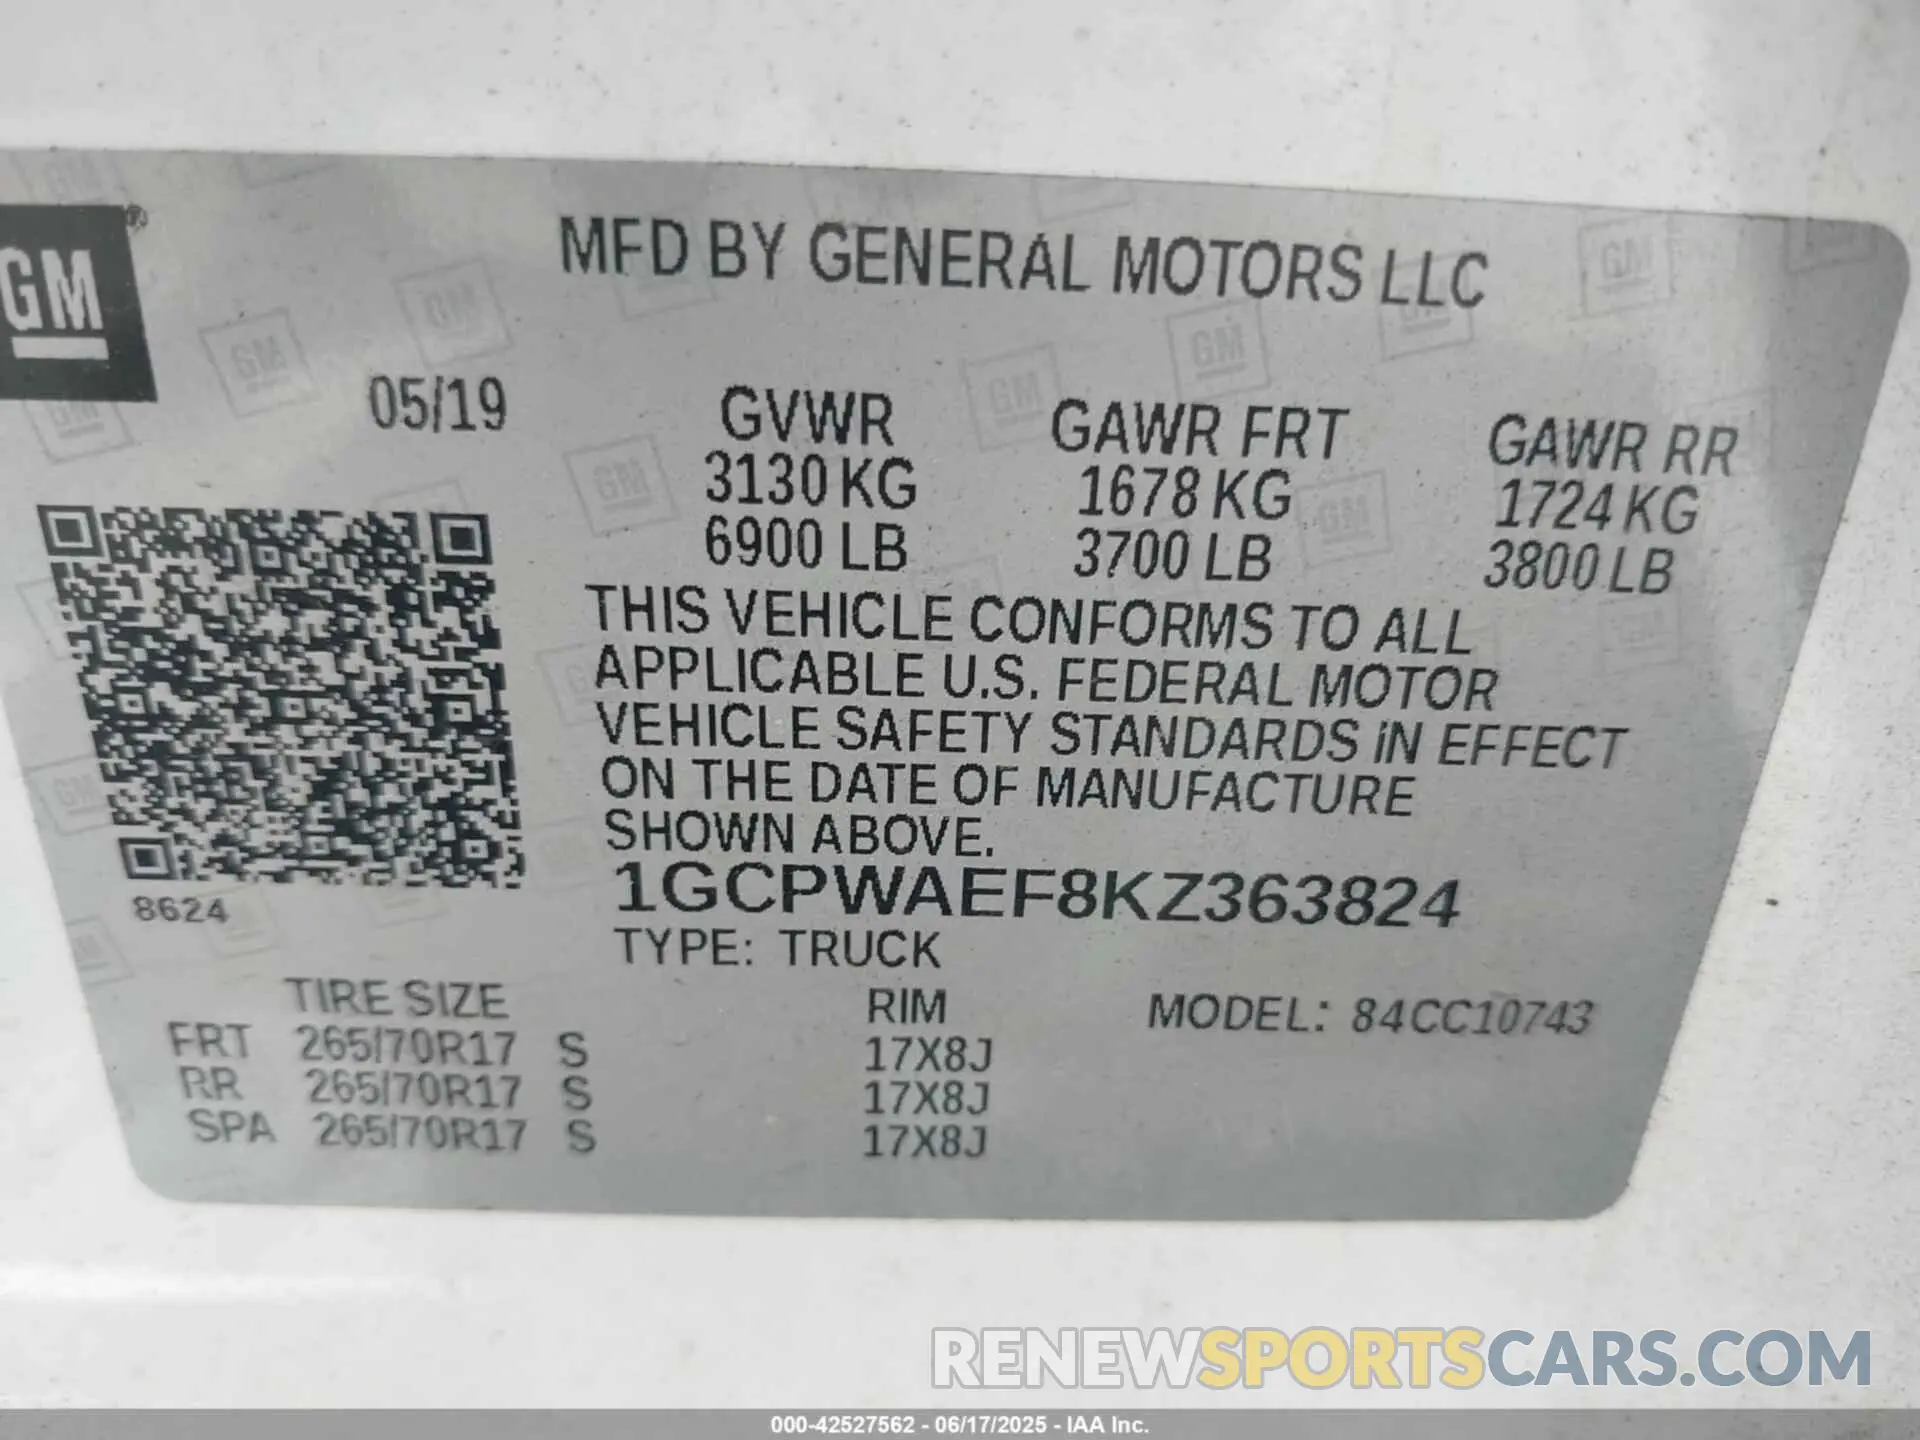 GM®
MFD BY GENERAL MOTORS LLC
05/19
GVWR GAWR FRT GAWR RR
3130 KG 1678 KG 1724 KG
6900 LB 3700 LB 3800 LB
THIS VEHICLE CONFORMS TO ALL
APPLICABLE U.S. FEDERAL MOTOR
VEHICLE SAFETY STANDARDS IN EFFECT
ON THE DATE OF MANUFACTURE
SHOWN ABOVE.
1GCPWAEF8KZ363824
8624
TYPE: TRUCK
TIRE SIZE RIM MODEL: 84CC10743
FRT 265/70R17 S 17X8J
RR 265/70R17 S 17X8J
SPA 265/70R17 S 17X8J
RENEWSPORTSCARS.COM
000-42527562 - 06/17/2025 - IAA Inc.